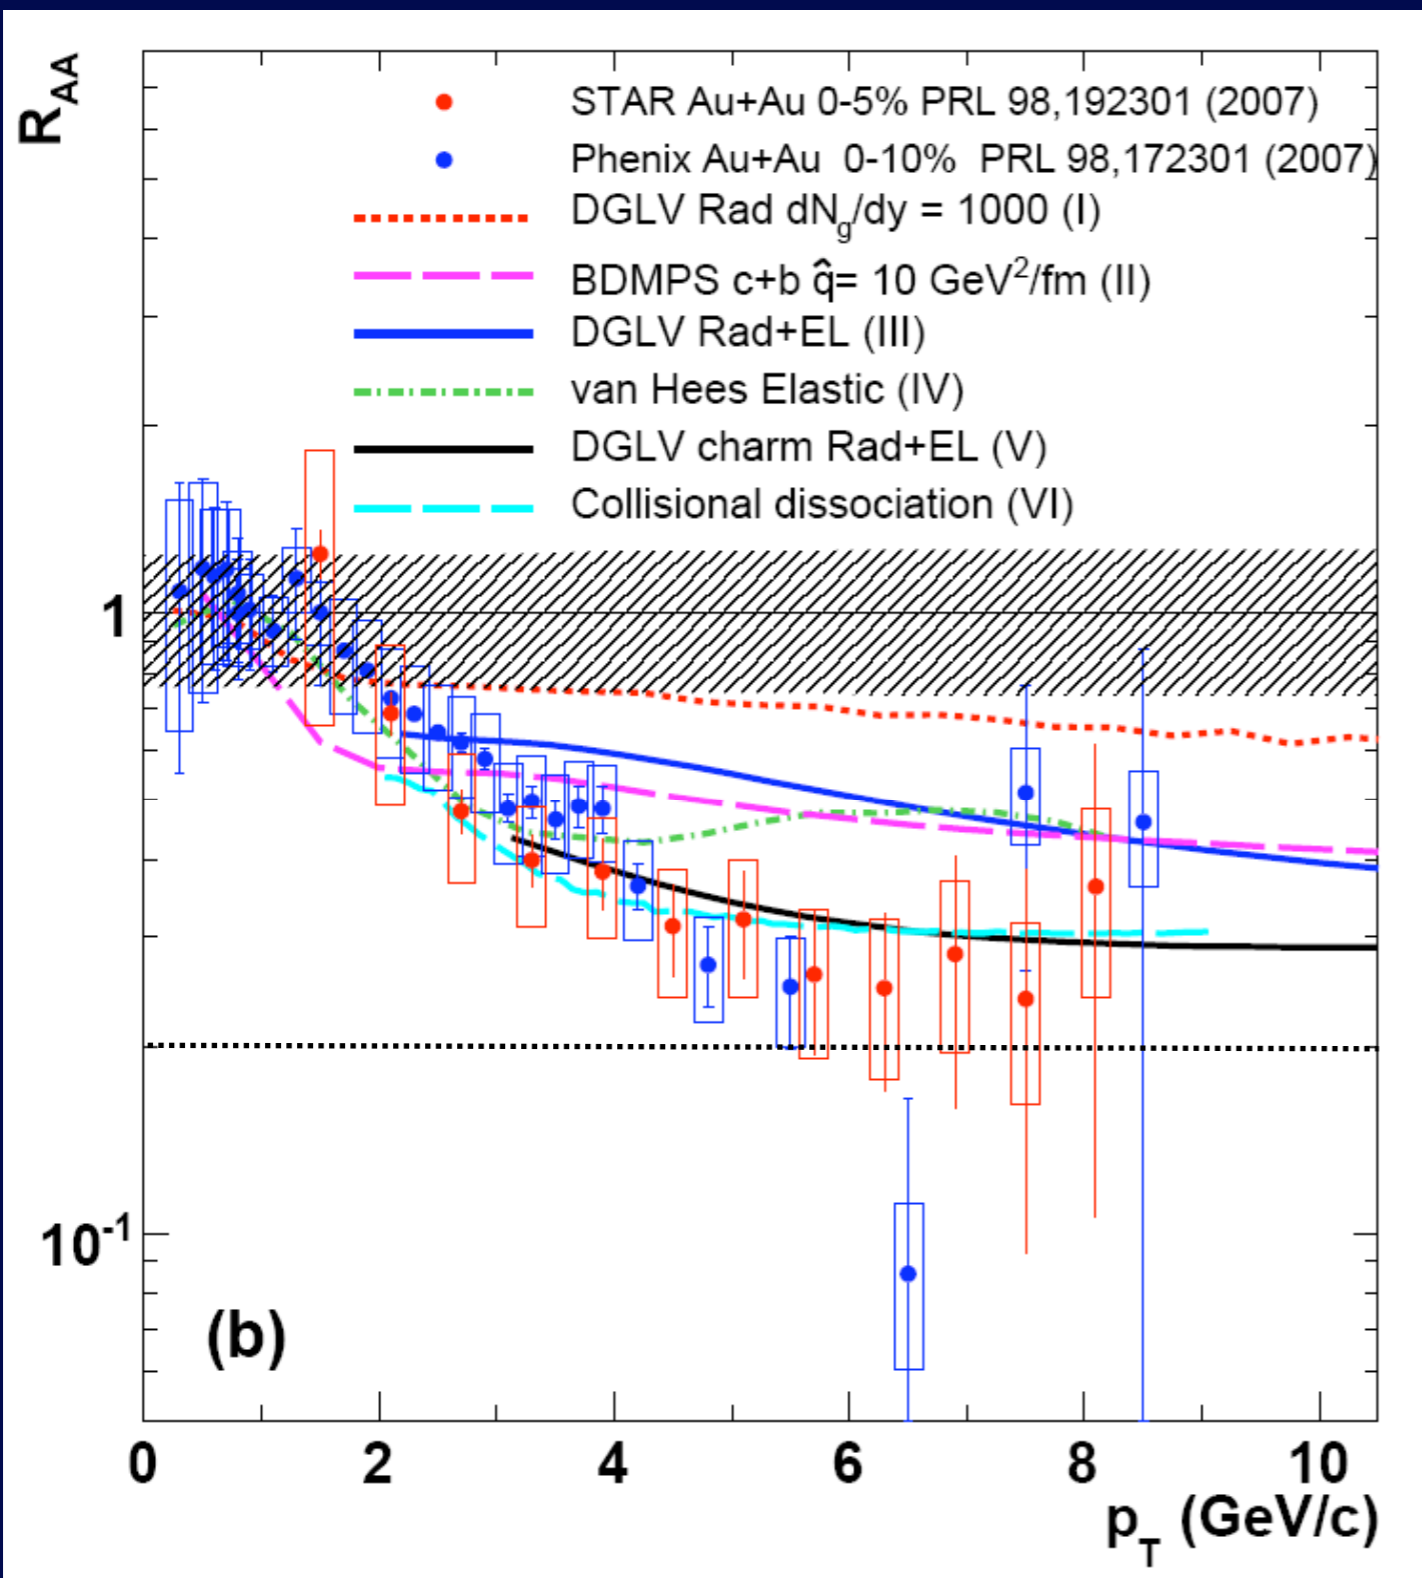 R_AA
STAR Au+Au 0-5% PRL 98,192301 (2007)
Phenix Au+Au 0-10% PRL 98,172301 (2007)
DGLV Rad dN_g/dy = 1000 (I)
BDMPS c+b q̂= 10 GeV²/fm (II)
DGLV Rad+EL (III)
van Hees Elastic (IV)
DGLV charm Rad+EL (V)
Collisional dissociation (VI)
1
10⁻¹
(b)
0 2 4 6 8 10
p_T (GeV/c)